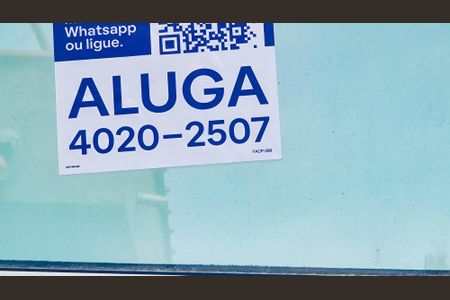 Whatsapp
ou ligue.
ALUGA
4020-2507